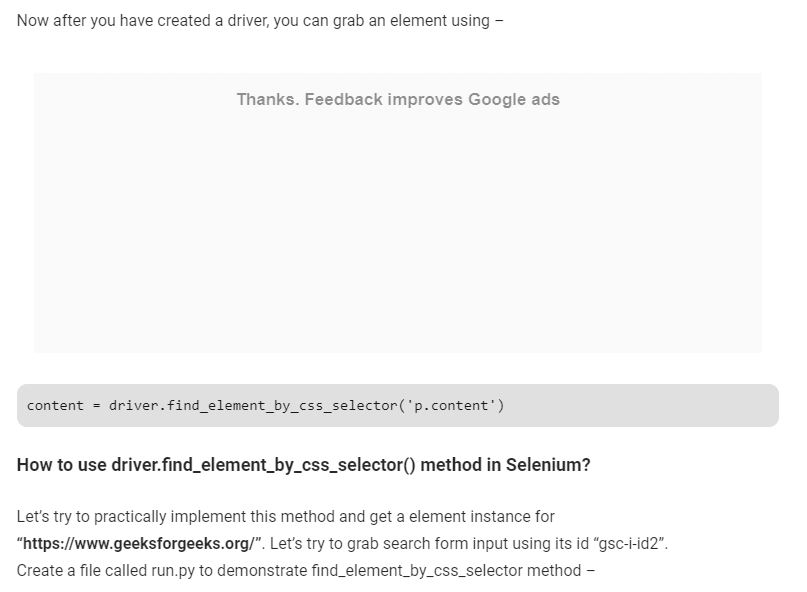 Now after you have created a driver, you can grab an element using –
Thanks. Feedback improves Google ads
content = driver.find_element_by_css_selector('p.content')
How to use driver.find_element_by_css_selector() method in Selenium?
Let’s try to practically implement this method and get a element instance for
“https://www.geeksforgeeks.org/”. Let’s try to grab search form input using its id “gsc-i-id2”.
Create a file called run.py to demonstrate find_element_by_css_selector method –